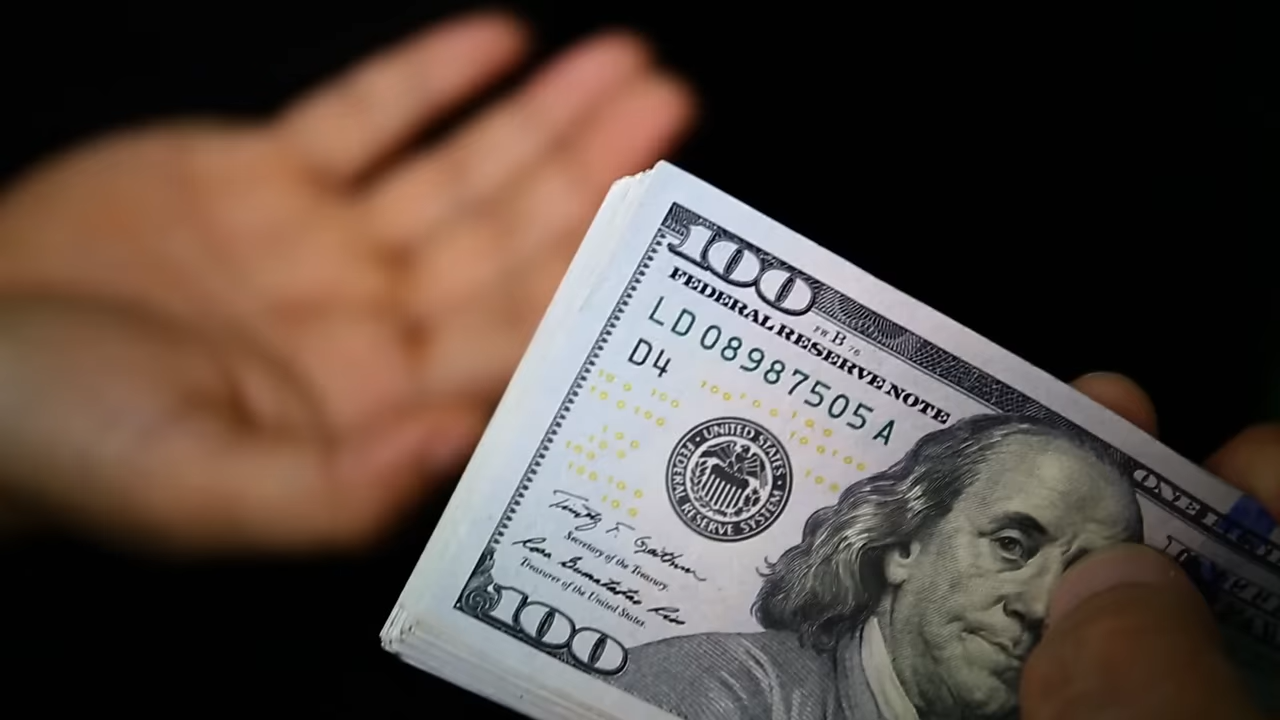 100
FEDERAL RESERVE NOTE
FW B 76
LD 08987505 A
D4
UNITED STATES
FEDERAL RESERVE SYSTEM
Secretary of the Treasury.
Treasurer of the United States.
100
ONE